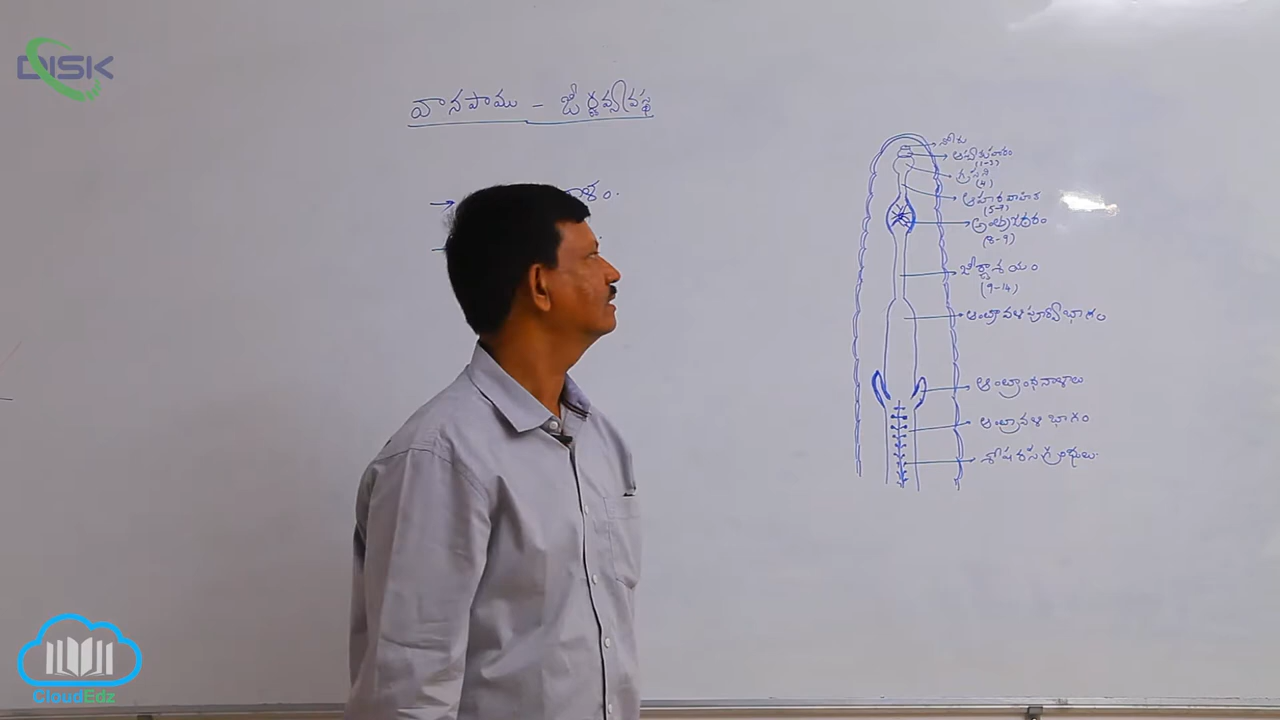 DISK
వానపాము - జీర్ణవ్యవస్థ
ళం.
నోరు
ఆస్యకుహరం
(1-3)
గ్రసని
(4)
ఆహారవాహిక
(5-7)
అంత్రజఠరం
(8-9)
జీర్ణాశయం
(9-14)
ఆంత్రావళి పూర్వభాగం
ఆంత్రాంధనాళాలు
ఆంత్రావళి భాగం
శోషరసగ్రంథులు
CloudEdz